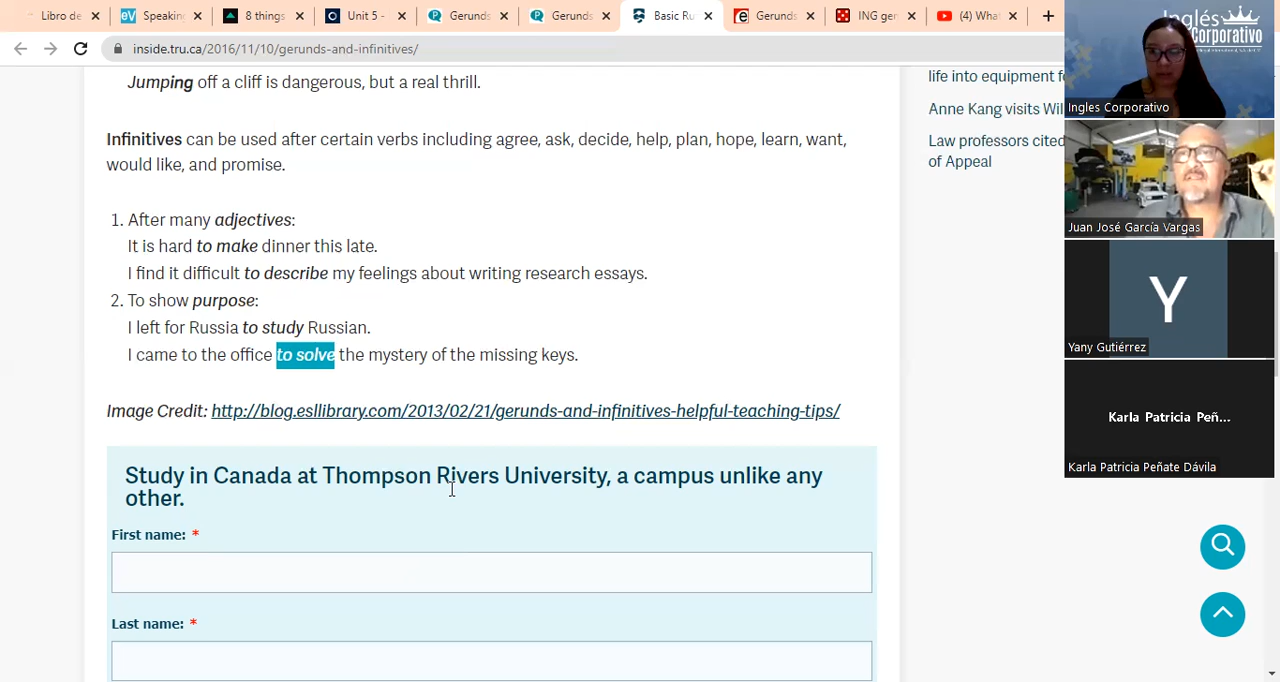 Libro de
Speakin
8 things
Unit 5 -
Gerunds
Gerunds
Basic Ru
Gerunds
ING ger
(4) Wha
inside.tru.ca/2016/11/10/gerunds-and-infinitives/
Jumping off a cliff is dangerous, but a real thrill.
Infinitives can be used after certain verbs including agree, ask, decide, help, plan, hope, learn, want,
would like, and promise.
1. After many adjectives:
It is hard to make dinner this late.
I find it difficult to describe my feelings about writing research essays.
2. To show purpose:
I left for Russia to study Russian.
I came to the office to solve the mystery of the missing keys.
Image Credit: http://blog.esllibrary.com/2013/02/21/gerunds-and-infinitives-helpful-teaching-tips/
Study in Canada at Thompson Rivers University, a campus unlike any
other.
First name: *
Last name: *
life into equipment fo
Anne Kang visits Wil
Law professors cited
of Appeal
Inglés
Corporativo
Ingles Corporativo
Juan José García Vargas
Y
Yany Gutiérrez
Karla Patricia Peñ...
Karla Patricia Peñate Dávila